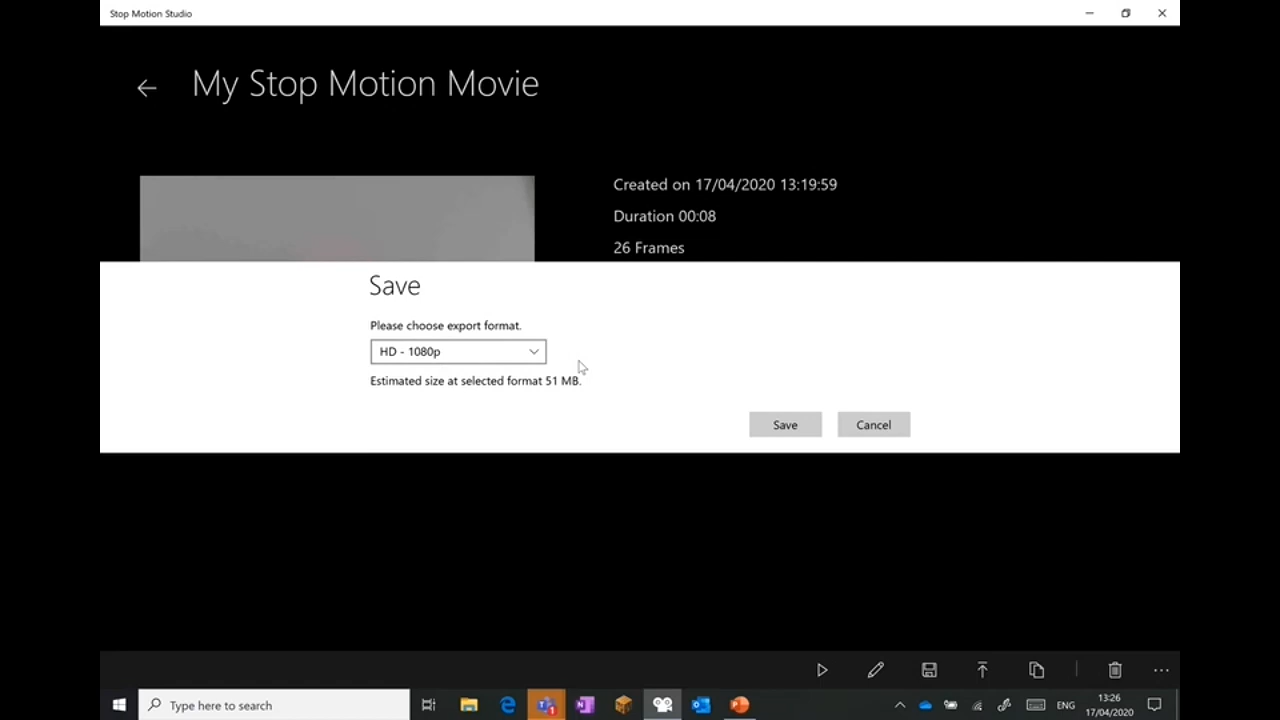 Stop Motion Studio
My Stop Motion Movie
Created on 17/04/2020 13:19:59
Duration 00:08
26 Frames
Save
Please choose export format.
HD - 1080p
Estimated size at selected format 51 MB.
Save
Cancel
Type here to search
1
ENG
13:26
17/04/2020